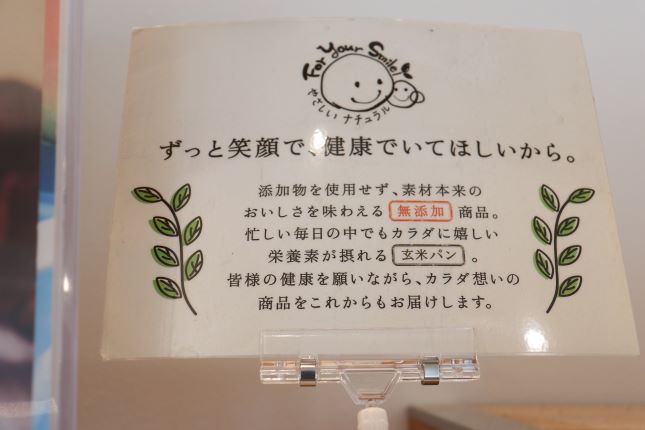 For Your Smile!
やさしい ナチュラル
ずっと笑顔で、健康でいてほしいから。
添加物を使用せず、素材本来の
おいしさを味わえる 無添加 商品。
忙しい毎日の中でもカラダに嬉しい
栄養素が摂れる 玄米パン 。
皆様の健康を願いながら、カラダ想いの
商品をこれからもお届けします。